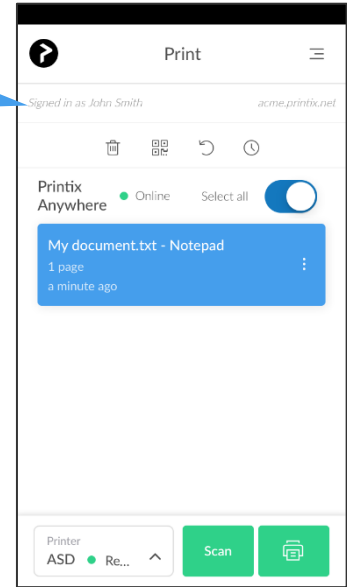 Print
Signed in as John Smith acme.printix.net
Printix
Anywhere Online Select all
My document.txt - Notepad
1 page
a minute ago
Printer
ASD Re... Scan